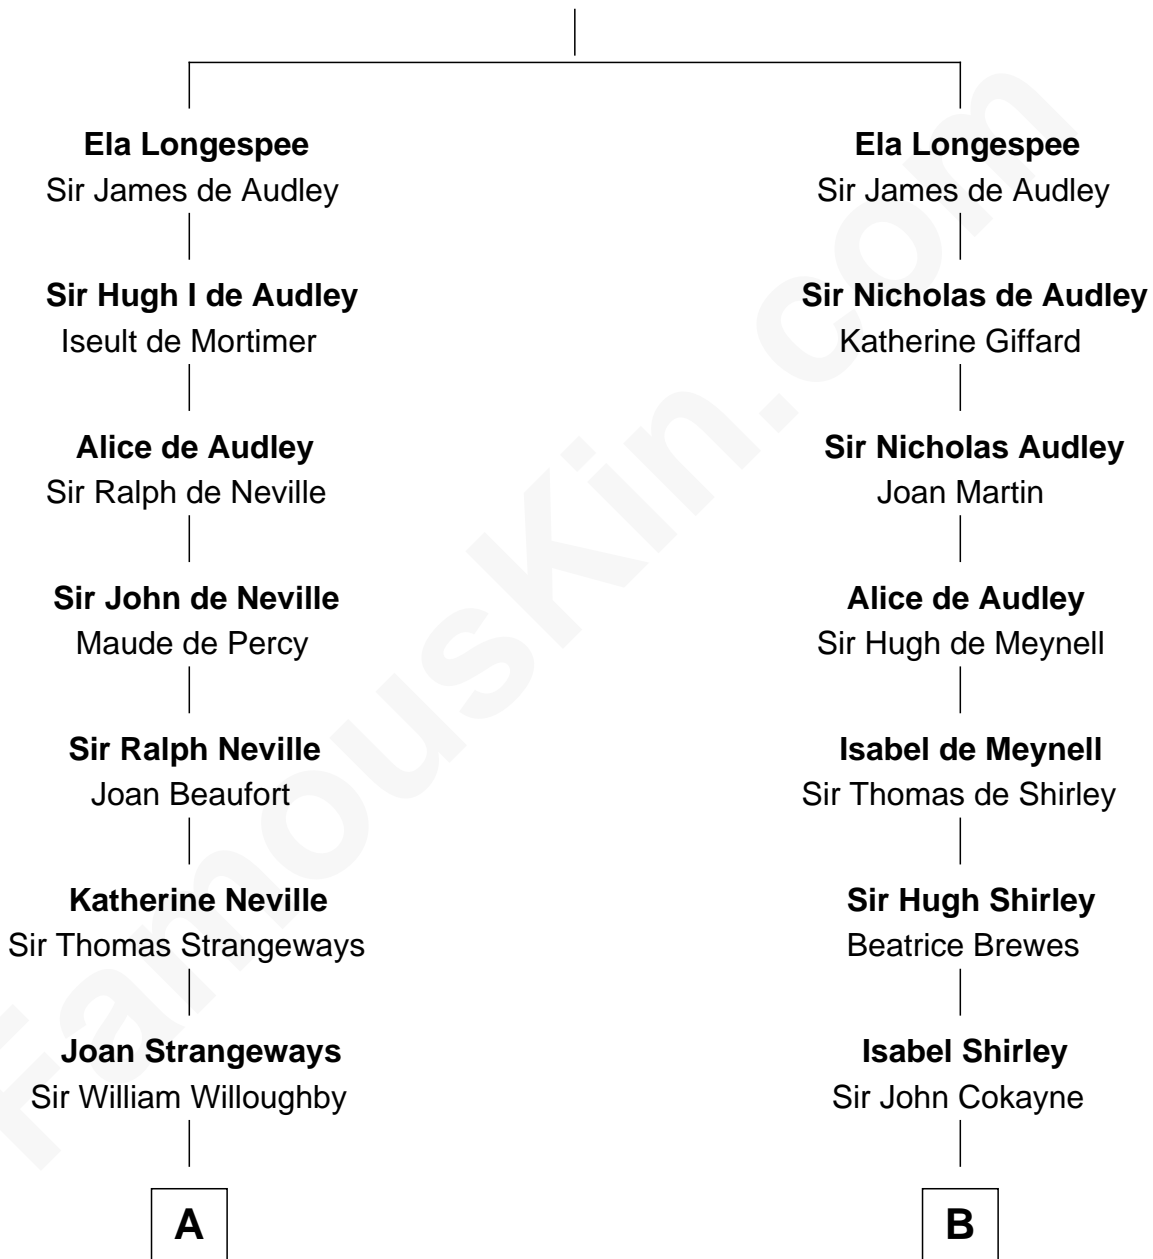 Ela Longespee
Sir James de Audley
Sir Hugh I de Audley
Iseult de Mortimer
Alice de Audley
Sir Ralph de Neville
Sir John de Neville
Maude de Percy
Sir Ralph Neville
Joan Beaufort
Katherine Neville
Sir Thomas Strangeways
Joan Strangeways
Sir William Willoughby
A
Ela Longespee
Sir James de Audley
Sir Nicholas de Audley
Katherine Giffard
Sir Nicholas Audley
Joan Martin
Alice de Audley
Sir Hugh de Meynell
Isabel de Meynell
Sir Thomas de Shirley
Sir Hugh Shirley
Beatrice Brewes
Isabel Shirley
Sir John Cokayne
B
FamousKin.com